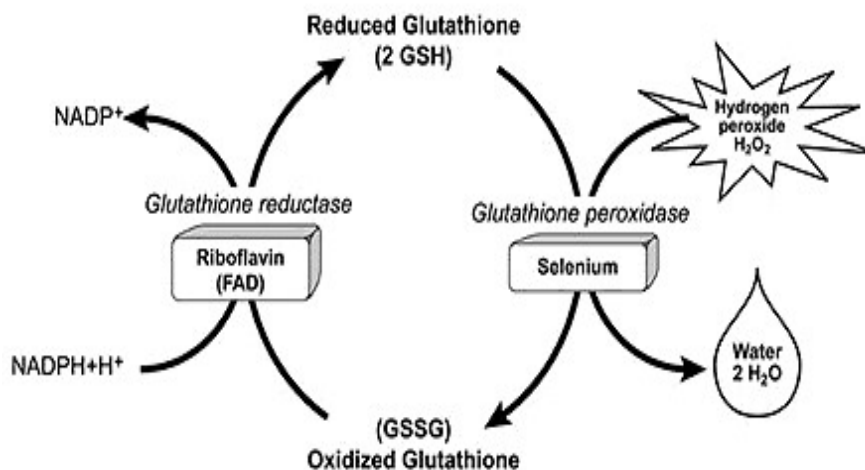 Reduced Glutathione
(2 GSH)
NADP⁺
Hydrogen
peroxide
H₂O₂
Glutathione reductase
Glutathione peroxidase
Riboflavin
(FAD)
Selenium
NADPH+H⁺
Water
2 H₂O
(GSSG)
Oxidized Glutathione